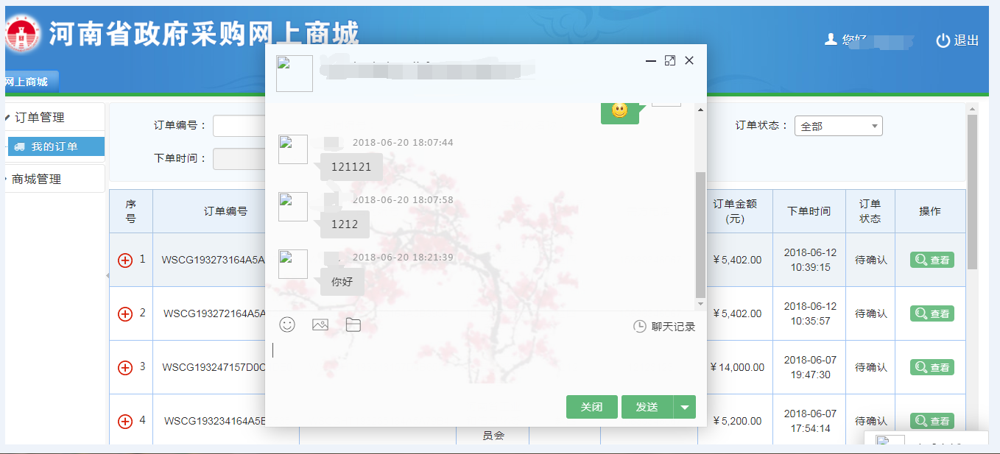 河南省政府采购网上商城
您好
退出
网上商城
订单管理
我的订单
商城管理
订单编号：
下单时间：
订单状态：
全部
2018-06-20 18:07:44
121121
2018-06-20 18:07:58
1212
2018-06-20 18:21:39
你好
聊天记录
关闭
发送
序号 订单编号 订单金额(元) 下单时间 订单状态 操作
1 WSCG193273164A5A ￥5,402.00 2018-06-12 10:39:15 待确认 查看
2 WSCG193272164A5A ￥5,402.00 2018-06-12 10:35:57 待确认 查看
3 WSCG193247157D0C ￥14,000.00 2018-06-07 19:47:30 待确认 查看
4 WSCG193234164A5E ￥5,200.00 2018-06-07 17:54:14 待确认 查看
员会